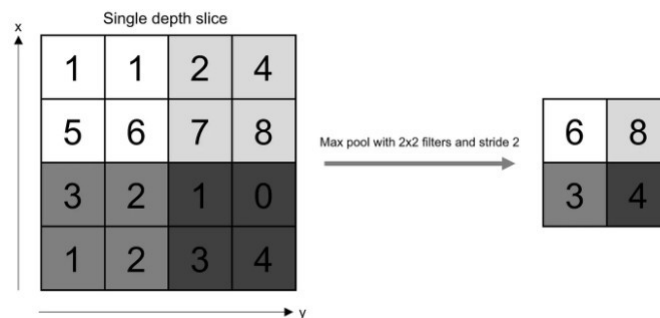 Single depth slice
x
1 1 2 4
5 6 7 8
3 2 1 0
1 2 3 4
y
Max pool with 2x2 filters and stride 2
6 8
3 4